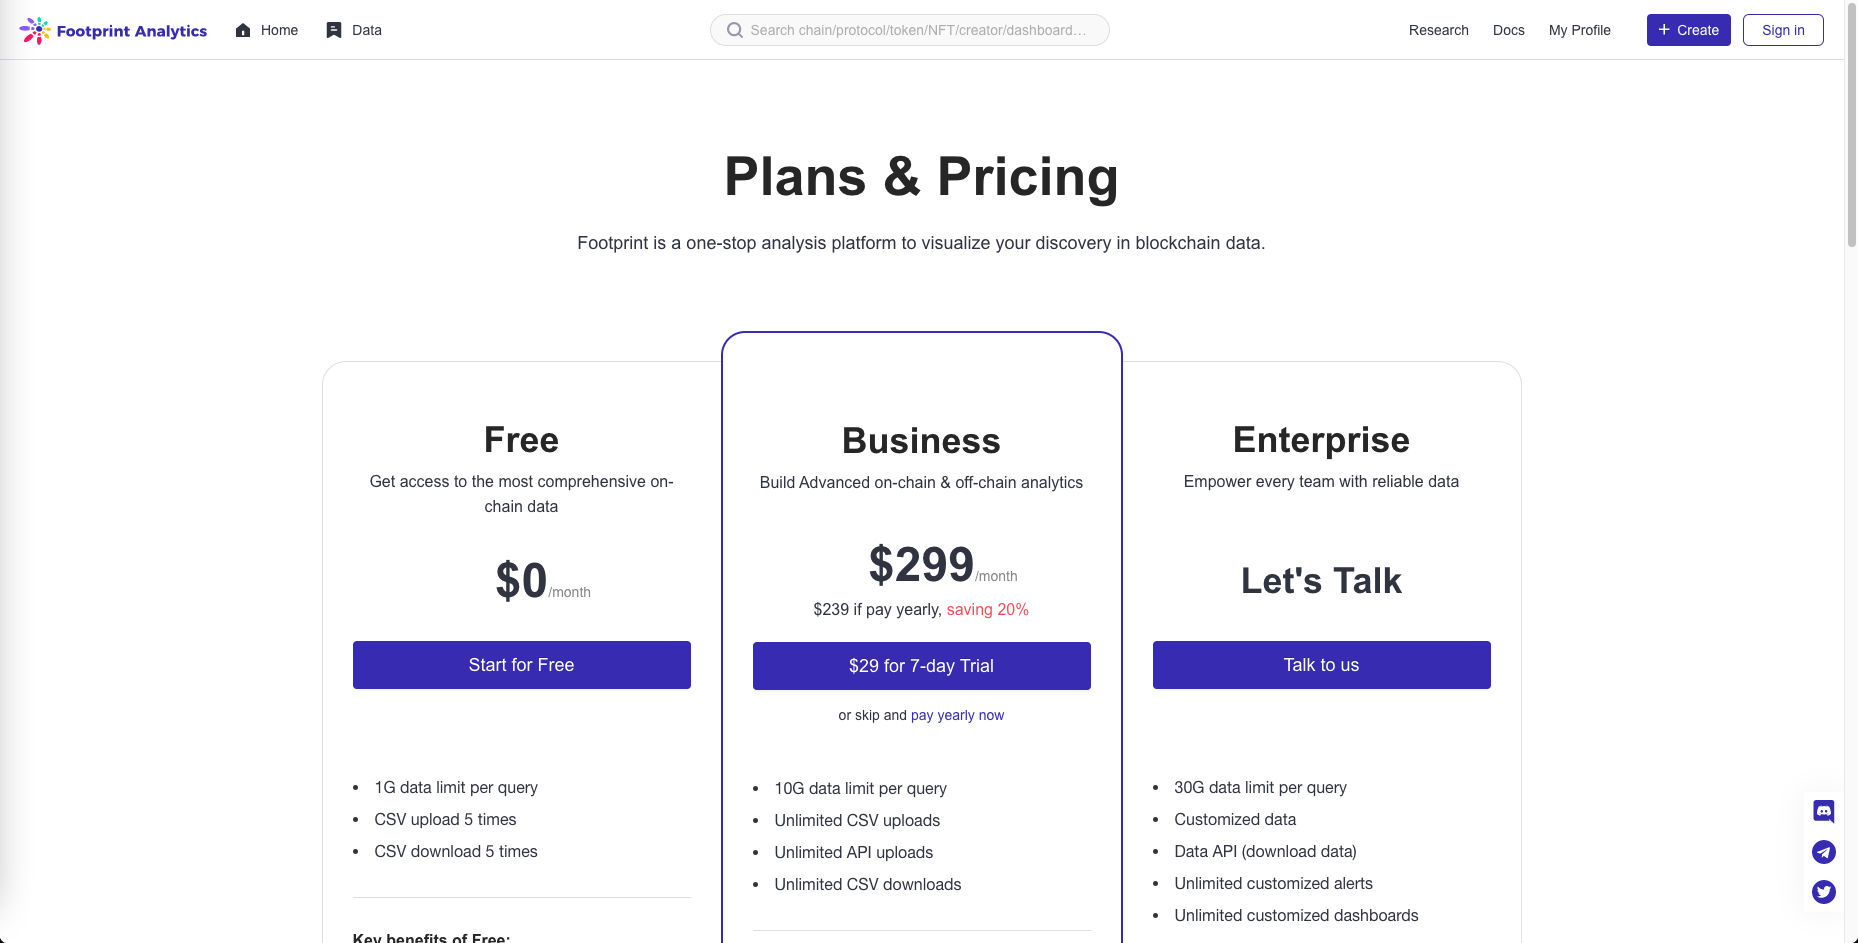 Footprint Analytics
Home
Data
Search chain/protocol/token/NFT/creator/dashboard...
Research
Docs
My Profile
+ Create
Sign in
Plans & Pricing
Footprint is a one-stop analysis platform to visualize your discovery in blockchain data.
Free
Get access to the most comprehensive on-
chain data
$0/month
Start for Free
• 1G data limit per query
• CSV upload 5 times
• CSV download 5 times
Key benefits of Free:
Business
Build Advanced on-chain & off-chain analytics
$299/month
$239 if pay yearly, saving 20%
$29 for 7-day Trial
or skip and pay yearly now
• 10G data limit per query
• Unlimited CSV uploads
• Unlimited API uploads
• Unlimited CSV downloads
Enterprise
Empower every team with reliable data
Let's Talk
Talk to us
• 30G data limit per query
• Customized data
• Data API (download data)
• Unlimited customized alerts
• Unlimited customized dashboards